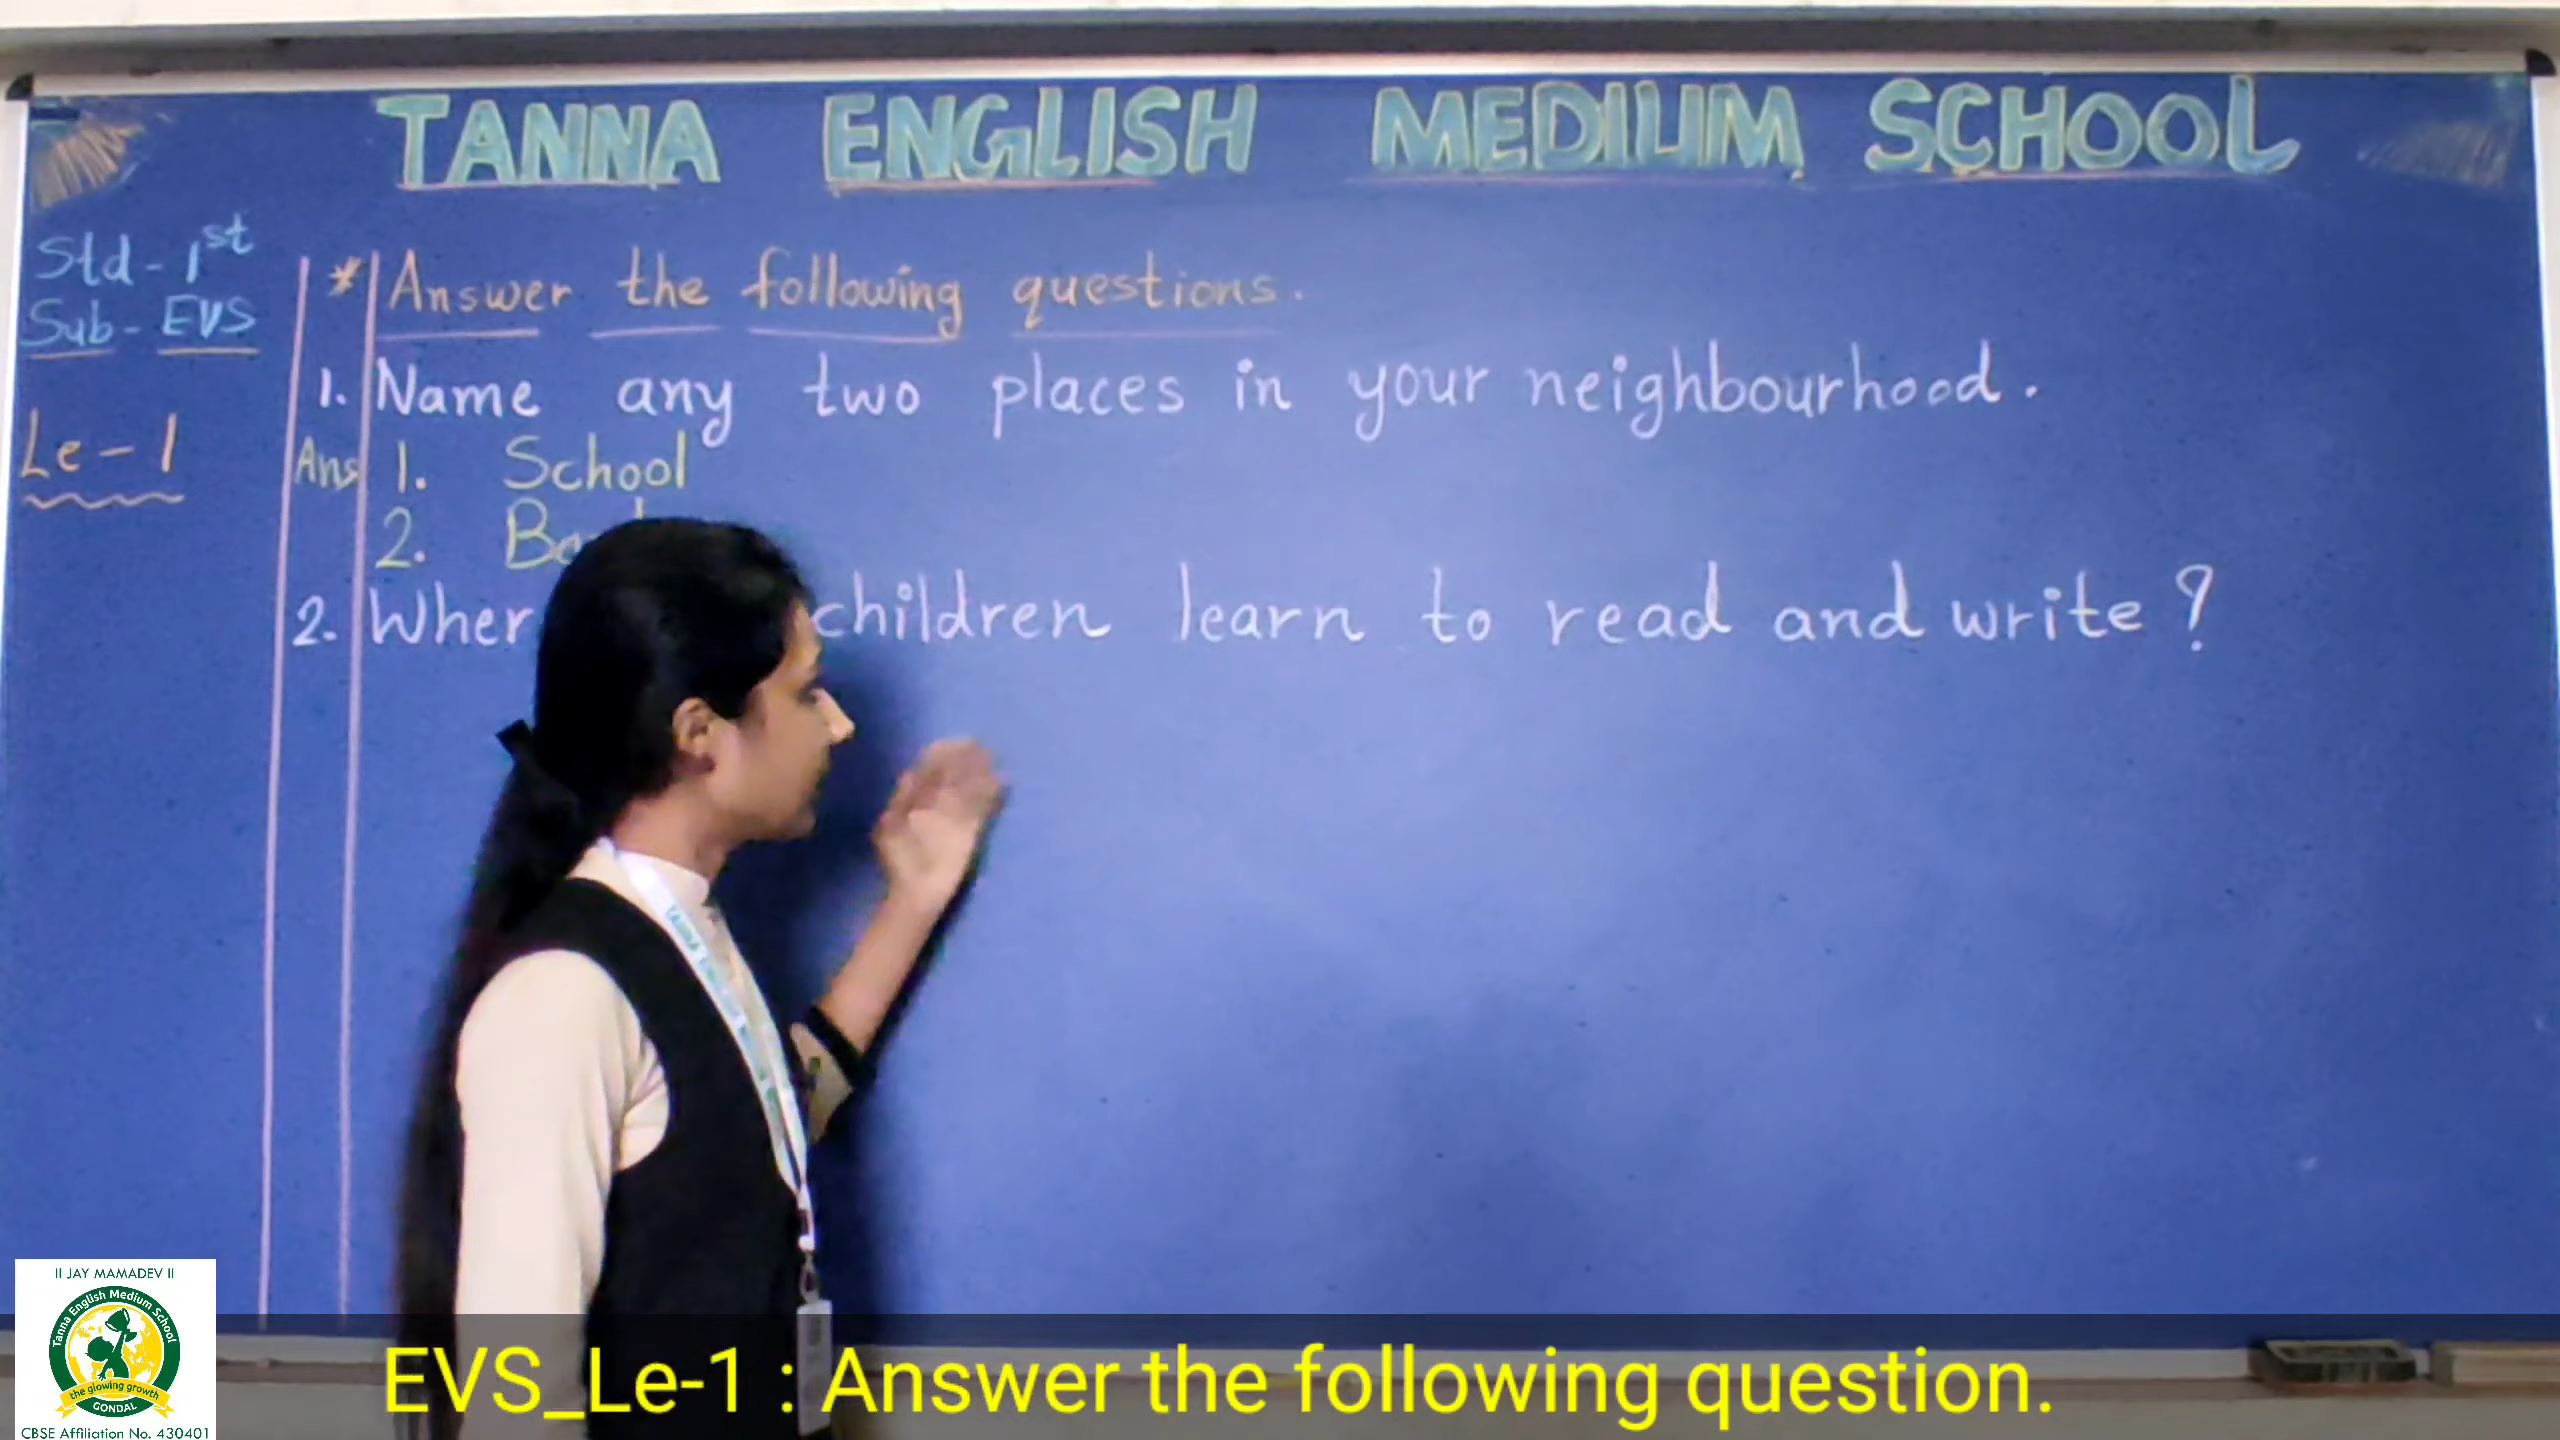 TANNA ENGLISH MEDIUM SCHOOL
Std - 1st
Sub - EVS
Le - 1
* Answer the following questions.
1. Name any two places in your neighbourhood.
Ans 1. School
2.
2. children learn to read and write?
TANNA
II JAY MAMADEV II
Tanna English Medium School
the glowing growth
GONDAL
CBSE Affiliation No. 430401
EVS_Le-1 : Answer the following question.